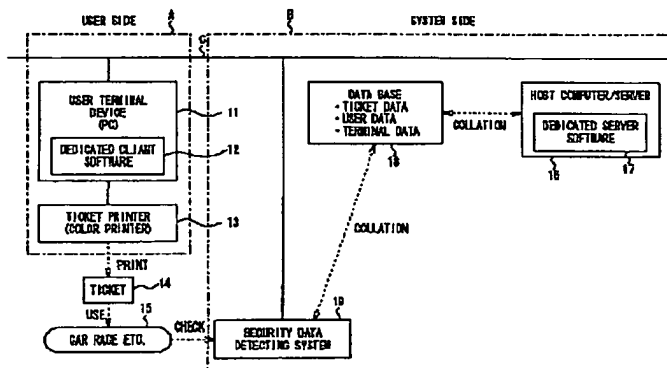 USER SIDE
A
B
SYSTEM SIDE
C
USER TERMINAL
DEVICE
(PC)
11
DEDICATED CLIENT
SOFTWARE
12
TICKET PRINTER
(COLOR PRINTER)
13
PRINT
TICKET
14
USE
15
CAR RACE ETC.
CHECK
DATA BASE
• TICKET DATA
• USER DATA
• TERMINAL DATA
18
COLLATION
HOST COMPUTER/SERVER
DEDICATED SERVER
SOFTWARE
16
17
COLLATION
19
SECURITY DATA
DETECTING SYSTEM